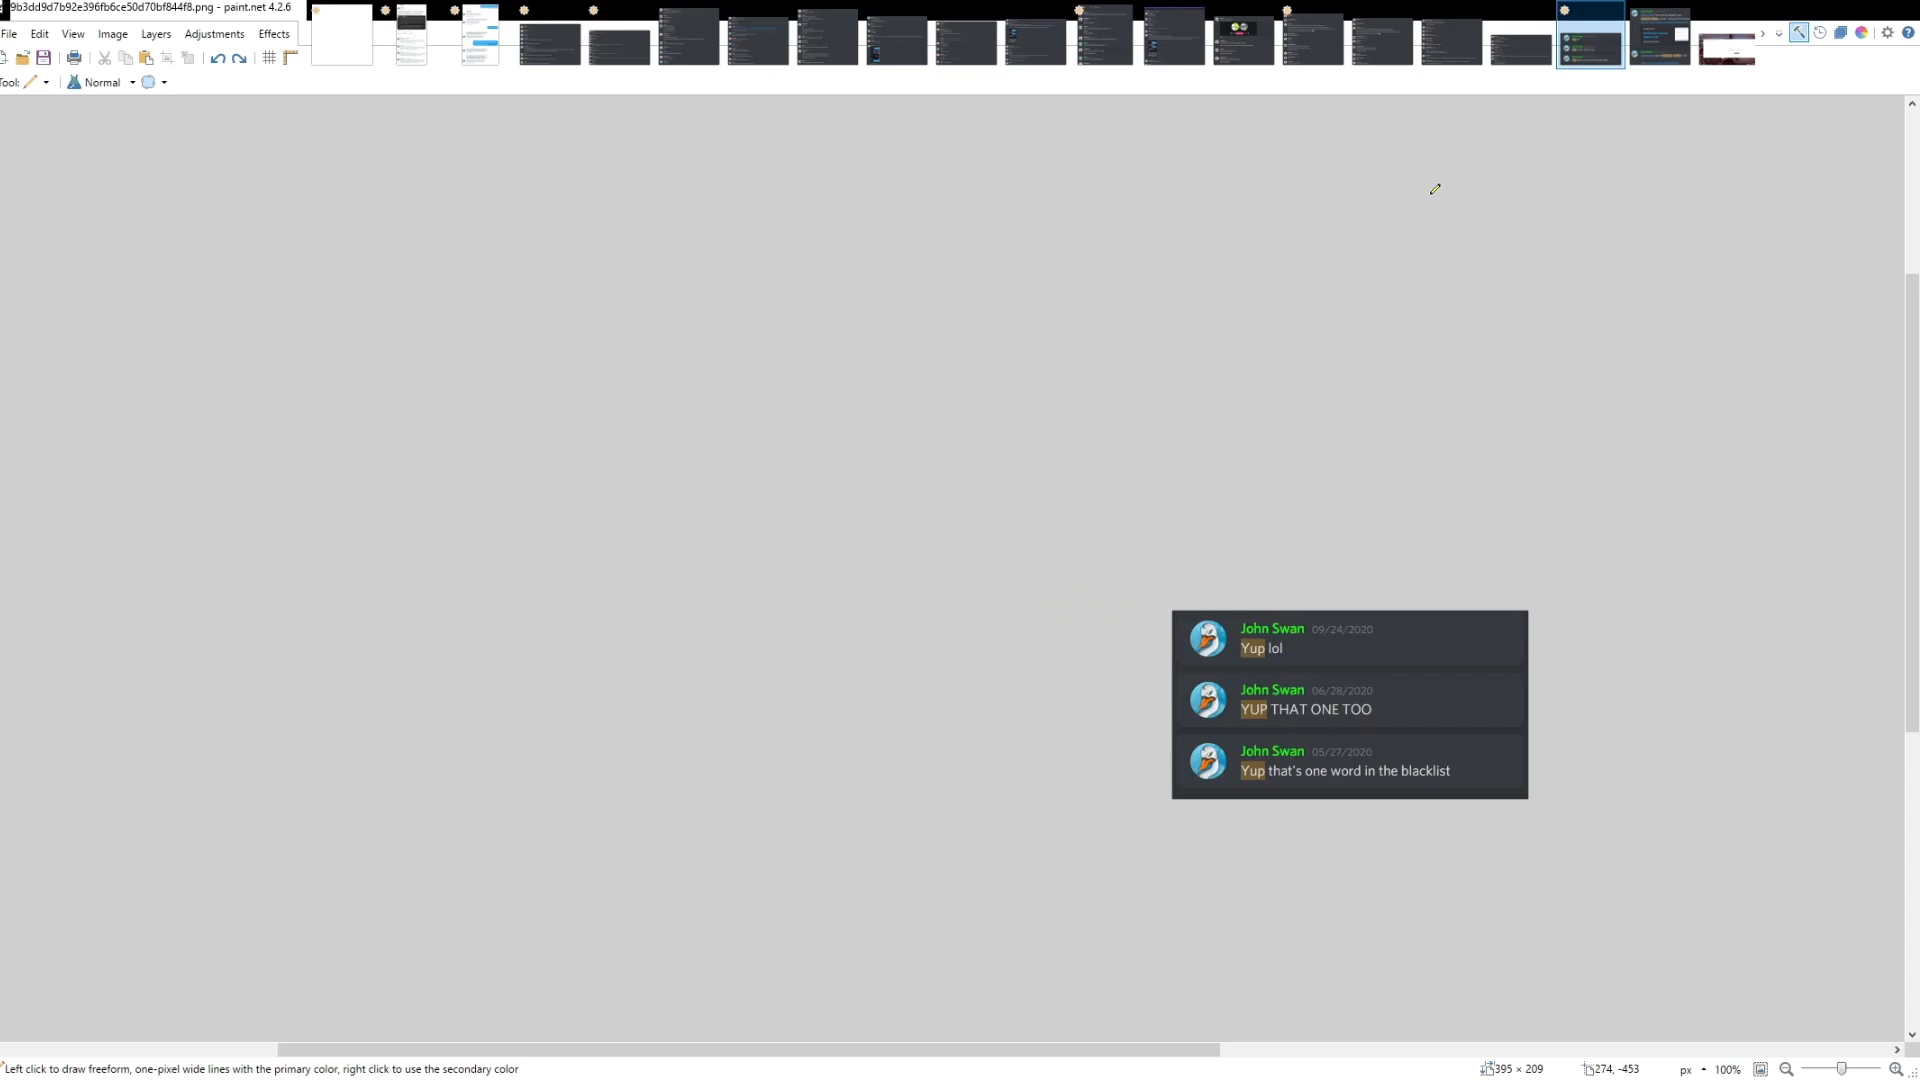 9b3dd9d7b92e396fb6ce50d70bf844f8.png - paint.net 4.2.6
File Edit View Image Layers Adjustments Effects
Tool: Normal
John Swan 09/24/2020
Yup lol
John Swan 06/28/2020
YUP THAT ONE TOO
John Swan 05/27/2020
Yup that's one word in the blacklist
Left click to draw freeform, one-pixel wide lines with the primary color, right click to use the secondary color
395 × 209 274, -453 px 100%